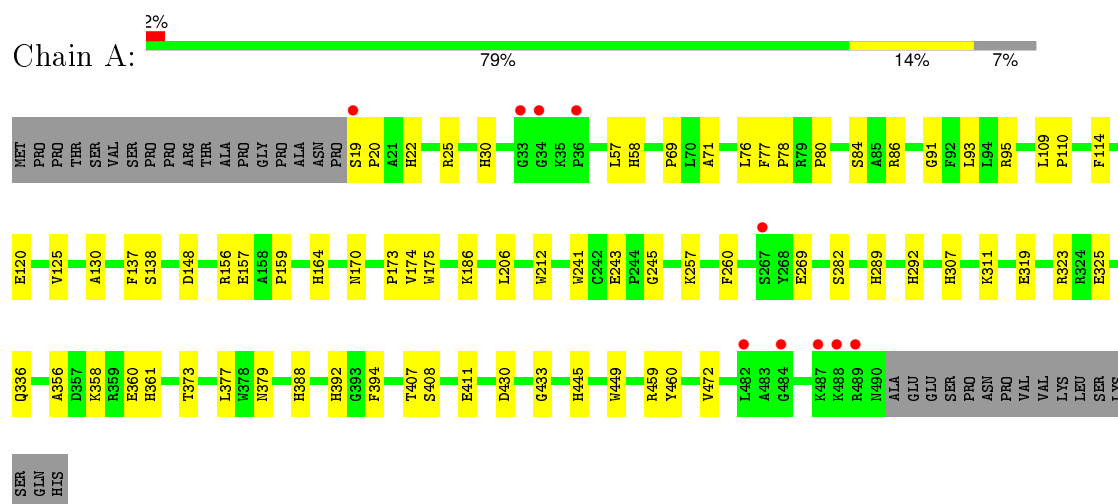 2%
Chain A:
79% 14% 7%
MET PRO PRO THR SER VAL SER PRO PRO ARG THR ALA PRO GLY PRO ALA ASN PRO S19 P20 A21 H22 R25 H30 G33 G34 K35 P36 L57 H58 P69 L70 A71 L76 F77 P78 R79 P80 S84 A85 R86 G91 F92 L93 L94 R95 L109 P110 F114
E120 V125 A130 F137 S138 D148 R156 E157 A158 P159 H164 N170 P173 V174 W175 K186 L206 W212 W241 C242 E243 P244 G245 K257 F260 S267 Y268 E269 S282 H289 H292 H307 K311 E319 R323 R324 E325
Q336 A356 D357 K358 R359 E360 H361 T373 L377 W378 N379 H388 H392 G393 F394 T407 S408 E411 D430 G433 H445 W449 R459 Y460 V472 L482 A483 G484 K487 K488 R489 N490 ALA GLU GLU SER PRO ASN PRO VAL VAL LYS LEU SER LYS
SER GLN HIS